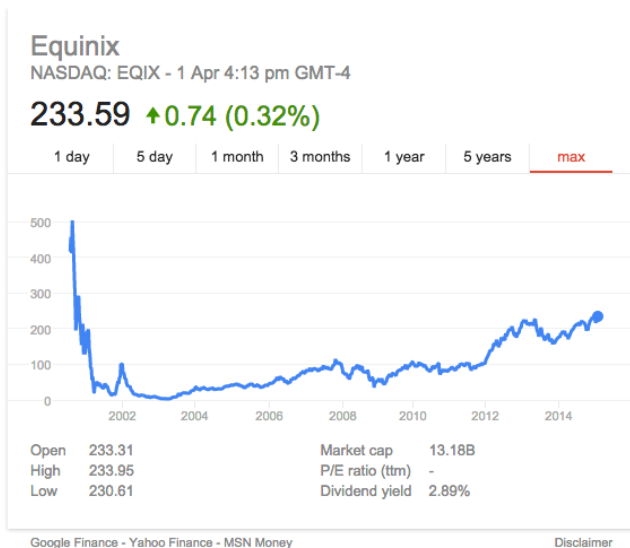 Equinix
NASDAQ: EQIX - 1 Apr 4:13 pm GMT-4
233.59 ↑0.74 (0.32%)
1 day 5 day 1 month 3 months 1 year 5 years max
500
400
300
200
100
0
2002 2004 2006 2008 2010 2012 2014
Open 233.31 Market cap 13.18B
High 233.95 P/E ratio (ttm) -
Low 230.61 Dividend yield 2.89%
Google Finance - Yahoo Finance - MSN Money Disclaimer